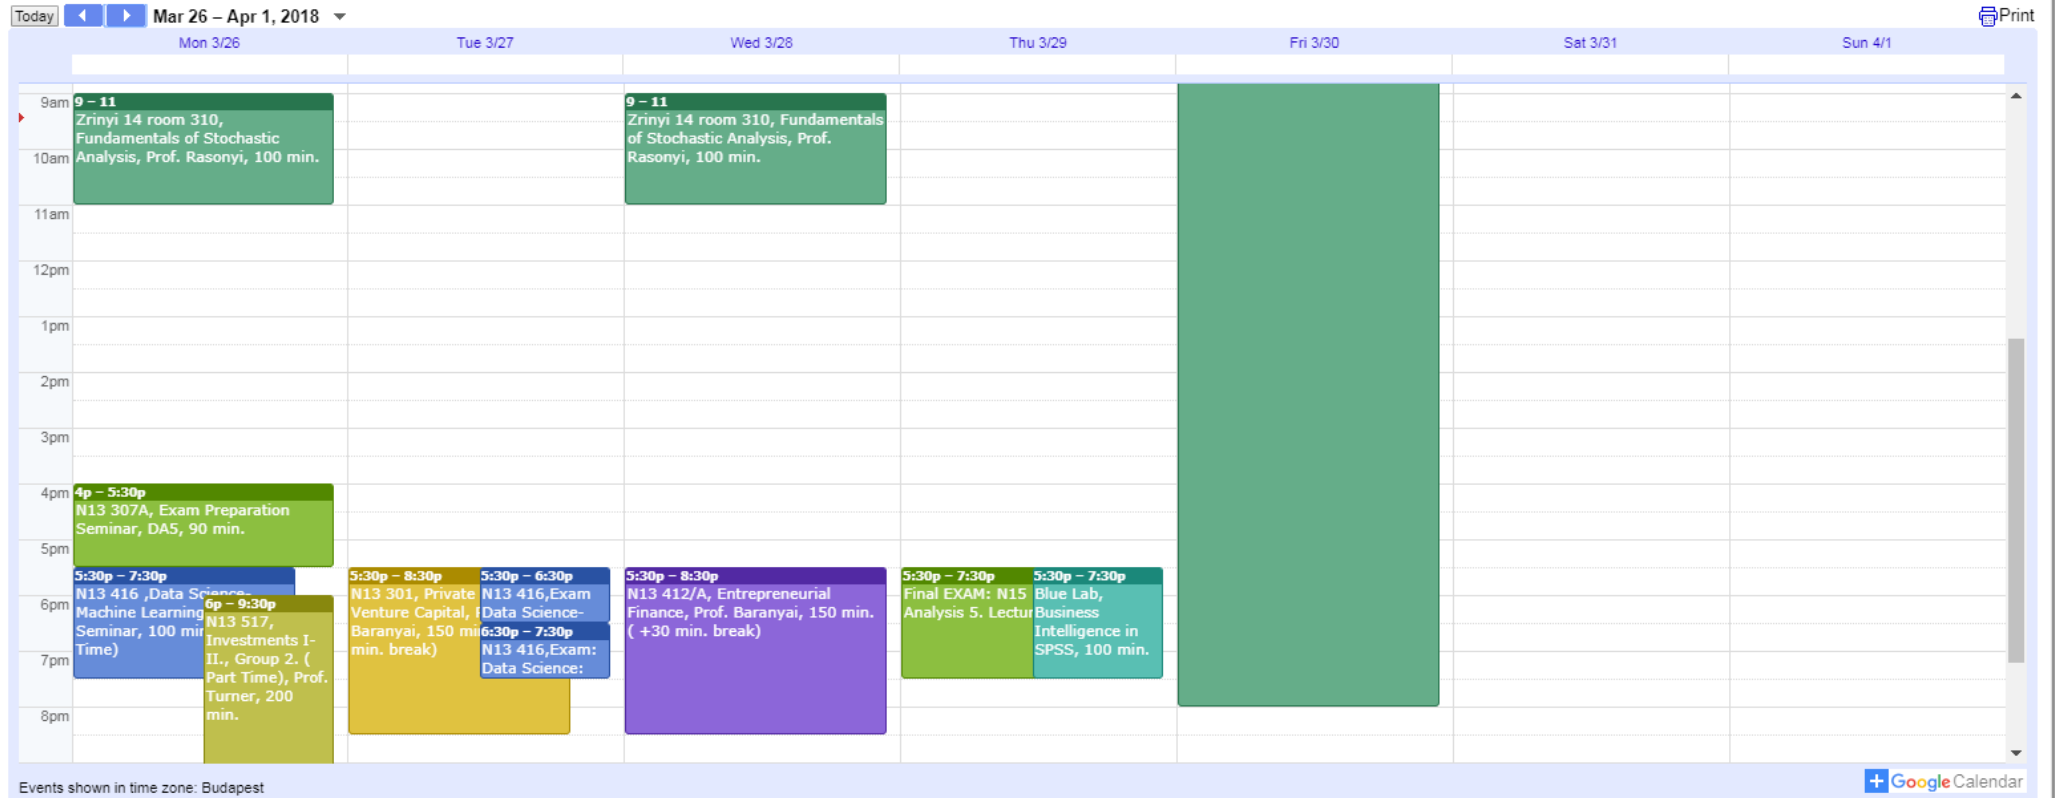 Today Mar 26 – Apr 1, 2018 Print
Mon 3/26 Tue 3/27 Wed 3/28 Thu 3/29 Fri 3/30 Sat 3/31 Sun 4/1
9am
10am
11am
12pm
1pm
2pm
3pm
4pm
5pm
6pm
7pm
8pm
9 – 11
Zrinyi 14 room 310,
Fundamentals of Stochastic
Analysis, Prof. Rasonyi, 100 min.
4p – 5:30p
N13 307A, Exam Preparation
Seminar, DA5, 90 min.
5:30p – 7:30p
N13 416 ,Data Science-
Machine Learning
Seminar, 100 min
Time)
6p – 9:30p
N13 517,
Investments I-
II., Group 2. (
Part Time), Prof.
Turner, 200
min.
5:30p – 8:30p
N13 301, Private
Venture Capital,
Baranyai, 150 mi
min. break)
5:30p – 6:30p
N13 416,Exam
Data Science-
6:30p – 7:30p
N13 416,Exam:
Data Science:
9 – 11
Zrinyi 14 room 310, Fundamentals
of Stochastic Analysis, Prof.
Rasonyi, 100 min.
5:30p – 8:30p
N13 412/A, Entrepreneurial
Finance, Prof. Baranyai, 150 min.
( +30 min. break)
5:30p – 7:30p
Final EXAM: N15
Analysis 5. Lectur
5:30p – 7:30p
Blue Lab,
Business
Intelligence in
SPSS, 100 min.
Events shown in time zone: Budapest
Google Calendar